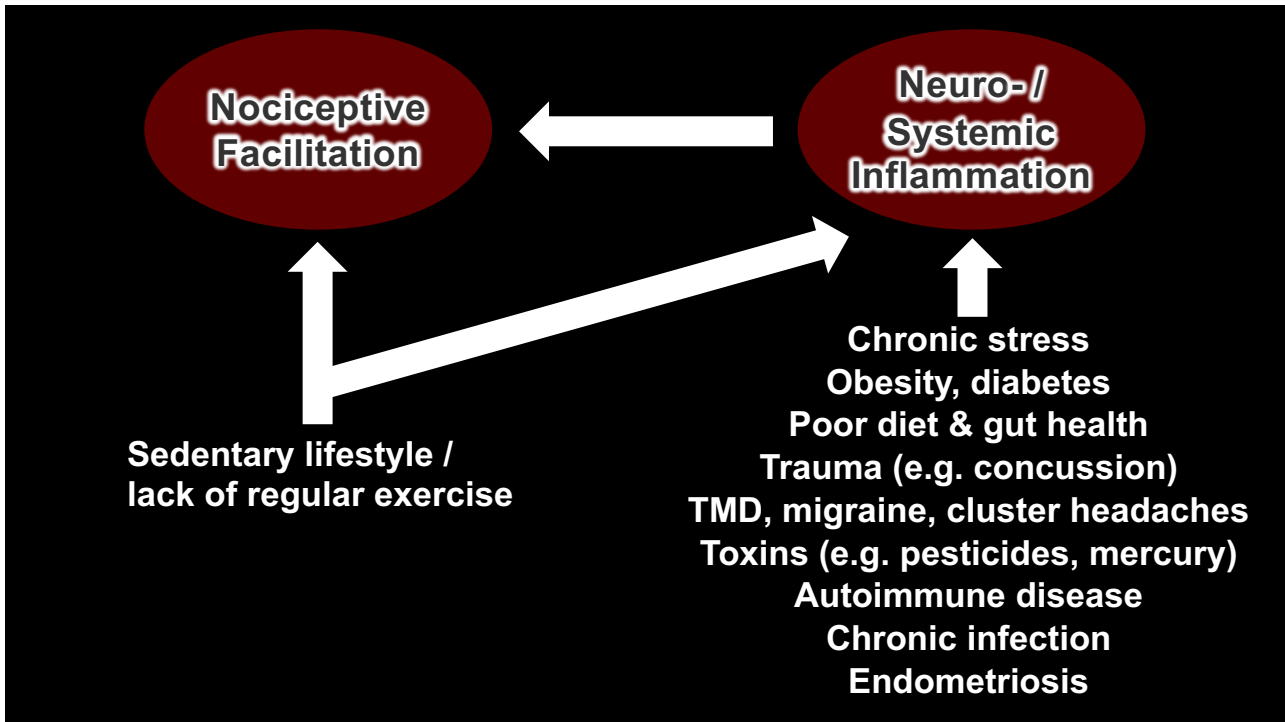 Nociceptive
Facilitation
Neuro- /
Systemic
Inflammation
Sedentary lifestyle /
lack of regular exercise
Chronic stress
Obesity, diabetes
Poor diet & gut health
Trauma (e.g. concussion)
TMD, migraine, cluster headaches
Toxins (e.g. pesticides, mercury)
Autoimmune disease
Chronic infection
Endometriosis